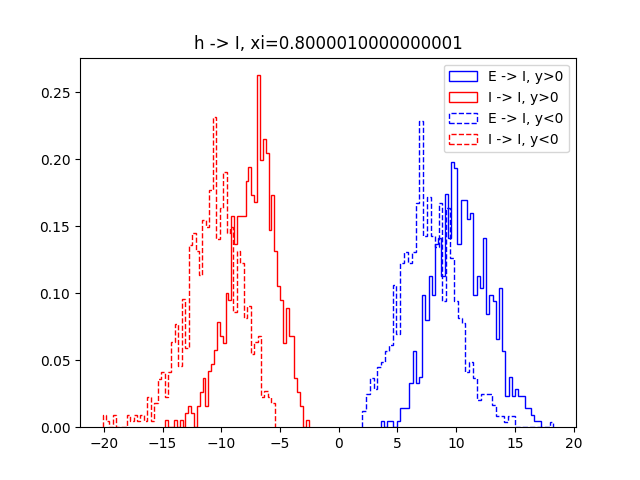 h -> I, xi=0.8000010000000001
E -> I, y>0
I -> I, y>0
E -> I, y<0
I -> I, y<0
0.25
0.20
0.15
0.10
0.05
0.00
−20 −15 −10 −5 0 5 10 15 20